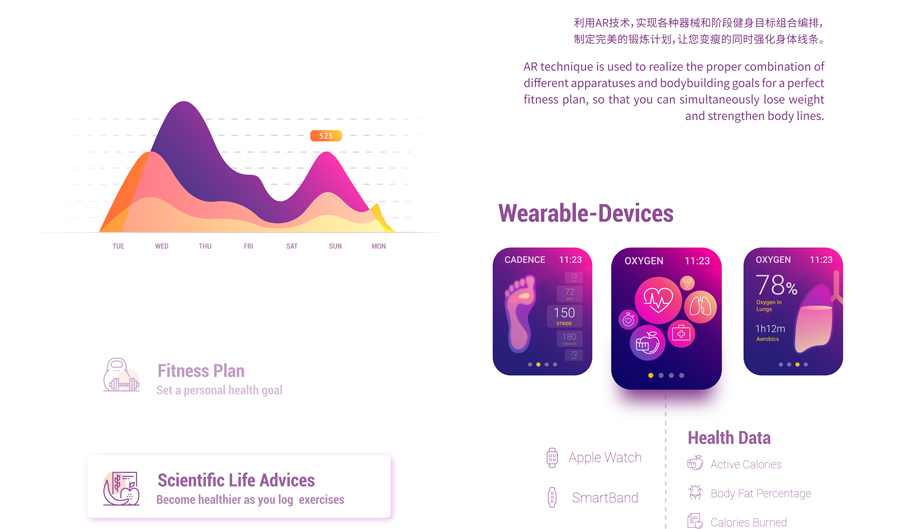 利用AR技术，实现各种器械和阶段健身目标组合编排，
制定完美的锻炼计划，让您变瘦的同时强化身体线条。
AR technique is used to realize the proper combination of
different apparatuses and bodybuilding goals for a perfect
fitness plan, so that you can simultaneously lose weight
and strengthen body lines.
525
TUE WED THU FRI SAT SUN MON
Fitness Plan
Set a personal health goal
Scientific Life Advices
Become healthier as you log exercises
Wearable-Devices
CADENCE 11:23
72
150
STRIDE
180
72
OXYGEN 11:23
OXYGEN 11:23
78%
Oxygen In
Lungs
1h12m
Aerobics
Apple Watch
SmartBand
Health Data
Active Calories
Body Fat Percentage
Calories Burned